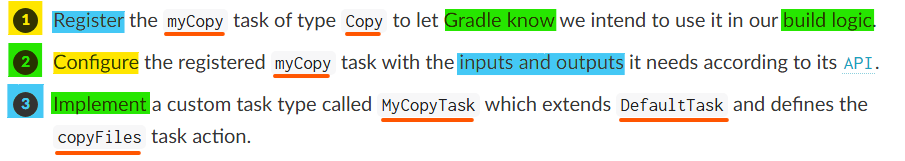 1 Register the myCopy task of type Copy to let Gradle know we intend to use it in our build logic.
2 Configure the registered myCopy task with the inputs and outputs it needs according to its API.
3 Implement a custom task type called MyCopyTask which extends DefaultTask and defines the
copyFiles task action.